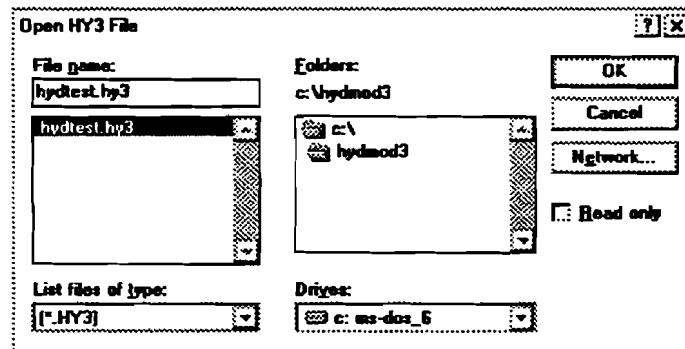 Open HY3 File
? X
File name:
hydtest.hy3
hydtest.hy3
List files of type:
[*.HY3]
Folders:
c:\hydmod3
c:\
hydmod3
Drives:
c: ms-dos_6
OK
Cancel
Network...
Read only